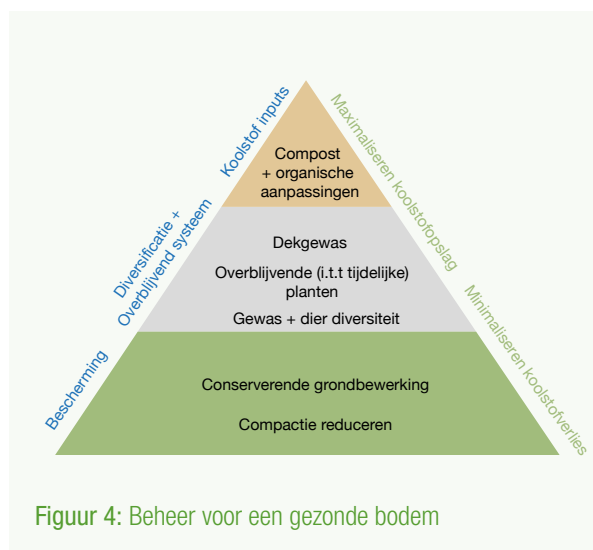 Koolstof inputs
Maximaliseren koolstofopslag
Compost
+ organische
aanpassingen
Diversificatie +
Overblijvend systeem
Dekgewas
Overblijvende (i.t.t tijdelijke)
planten
Gewas + dier diversiteit
Minimaliseren koolstofverlies
Bescherming
Conserverende grondbewerking
Compactie reduceren
Figuur 4: Beheer voor een gezonde bodem